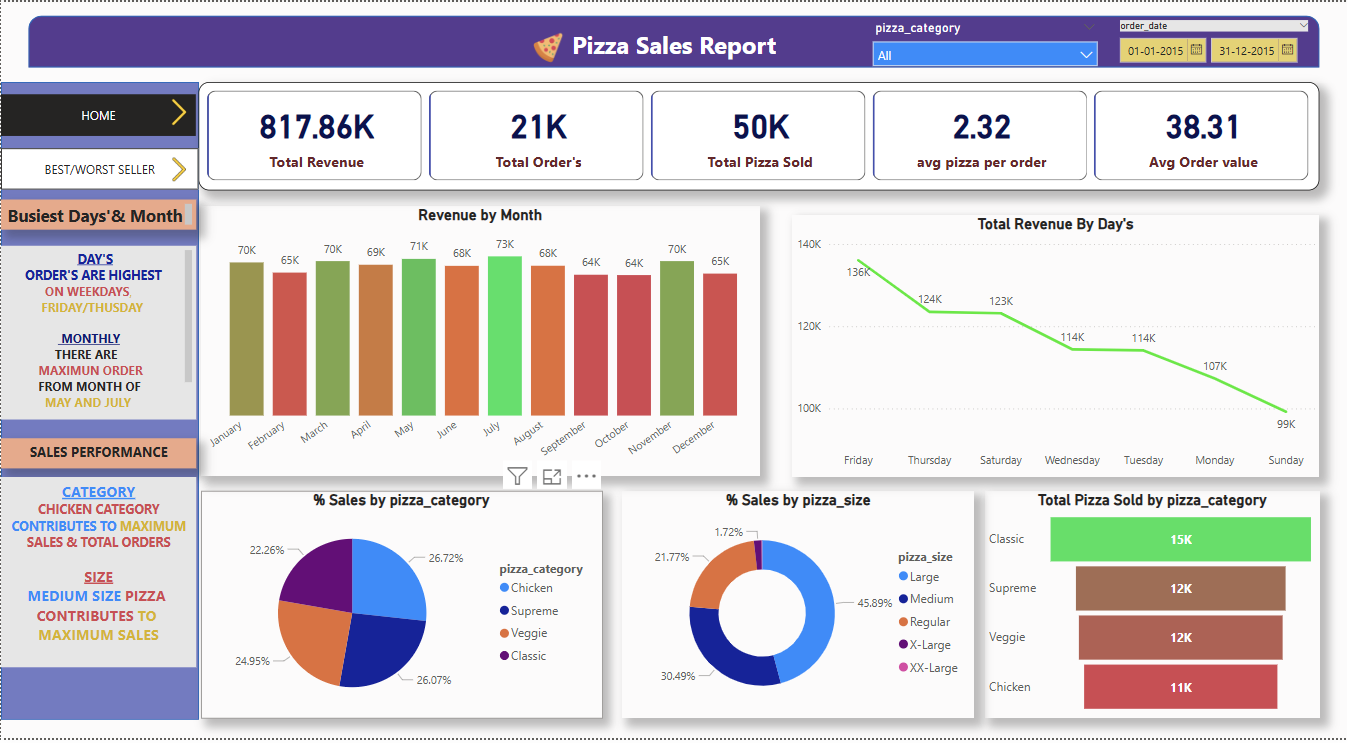 Pizza Sales Report
pizza_category
All
order_date
01-01-2015
31-12-2015
HOME
BEST/WORST SELLER
Busiest Days'& Month
DAY'S
ORDER'S ARE HIGHEST
ON WEEKDAYS,
FRIDAY/THUSDAY
MONTHLY
THERE ARE
MAXIMUN ORDER
FROM MONTH OF
MAY AND JULY
SALES PERFORMANCE
CATEGORY
CHICKEN CATEGORY
CONTRIBUTES TO MAXIMUM
SALES & TOTAL ORDERS
SIZE
MEDIUM SIZE PIZZA
CONTRIBUTES TO
MAXIMUM SALES
817.86K
Total Revenue
21K
Total Order's
50K
Total Pizza Sold
2.32
avg pizza per order
38.31
Avg Order value
Revenue by Month
70K
65K
70K
69K
71K
68K
73K
68K
64K
64K
70K
65K
January
February
March
April
May
June
July
August
September
October
November
December
Total Revenue By Day's
140K
120K
100K
136K
124K
123K
114K
114K
107K
99K
Friday
Thursday
Saturday
Wednesday
Tuesday
Monday
Sunday
% Sales by pizza_category
22.26%
26.72%
24.95%
26.07%
pizza_category
Chicken
Supreme
Veggie
Classic
% Sales by pizza_size
1.72%
21.77%
45.89%
30.49%
pizza_size
Large
Medium
Regular
X-Large
XX-Large
Total Pizza Sold by pizza_category
Classic
15K
Supreme
12K
Veggie
12K
Chicken
11K